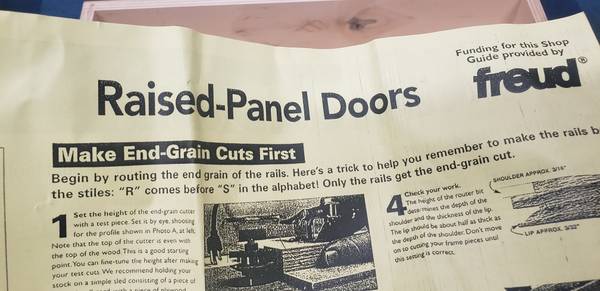 Funding for this Shop
Guide provided by
freud®
Raised-Panel Doors
Make End-Grain Cuts First
Begin by routing the end grain of the rails. Here's a trick to help you remember to make the rails b
the stiles: "R" comes before "S" in the alphabet! Only the rails get the end-grain cut.
1
Set the height of the end-grain cutter
with a test piece. Set it by eye, shooting
for the profile shown in Photo A, at left.
Note that the top of the cutter is even with
the top of the wood. This is a good starting
point. You can fine-tune the height after making
your test cuts. We recommend holding your
stock on a simple sled consisting of a piece of
4
Check your work.
The height of the router bit
determines the depth of the
shoulder and the thickness of the lip.
The lip should be about half as thick as
the depth of the shoulder. Don't move
on to cutting your frame pieces until
this setting is correct.
SHOULDER APPROX. 3/16"
LIP APPROX. 3/32"